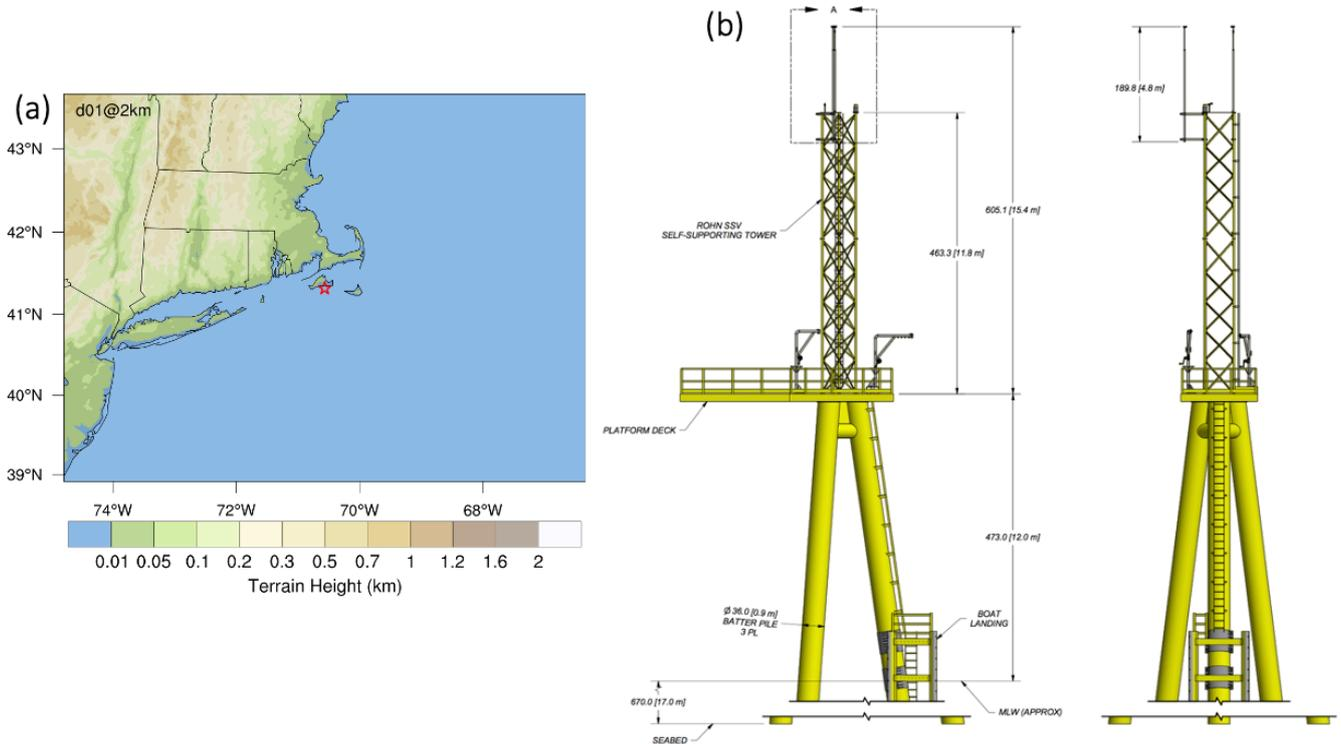 (a)
d01@2km
43°N
42°N
41°N
40°N
39°N
74°W 72°W 70°W 68°W
0.01 0.05 0.1 0.2 0.3 0.5 0.7 1 1.2 1.6 2
Terrain Height (km)
(b)
A
189.8 [4.8 m]
605.1 [15.4 m]
ROHN SSV
SELF-SUPPORTING TOWER
463.3 [11.8 m]
PLATFORM DECK
473.0 [12.0 m]
Ø 36.0 [0.9 m]
BATTER PILE
3 PL
BOAT
LANDING
670.0 [17.0 m]
MLW (APPROX)
SEABED